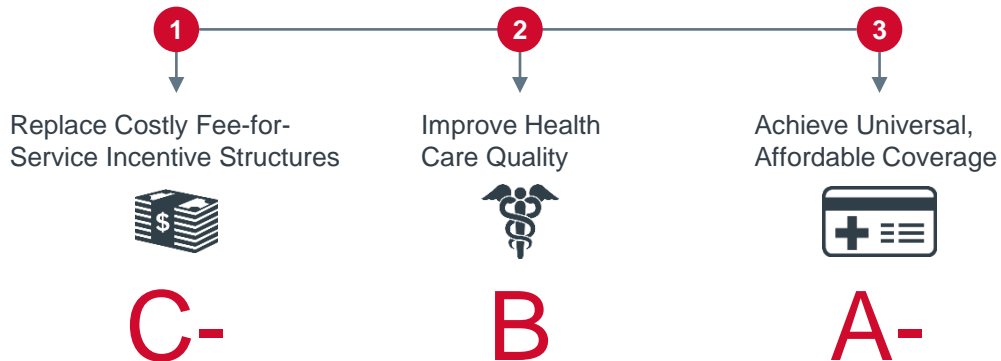 1
2
3
Replace Costly Fee-for-
Service Incentive Structures
Improve Health
Care Quality
Achieve Universal,
Affordable Coverage
$
C-
B
A-